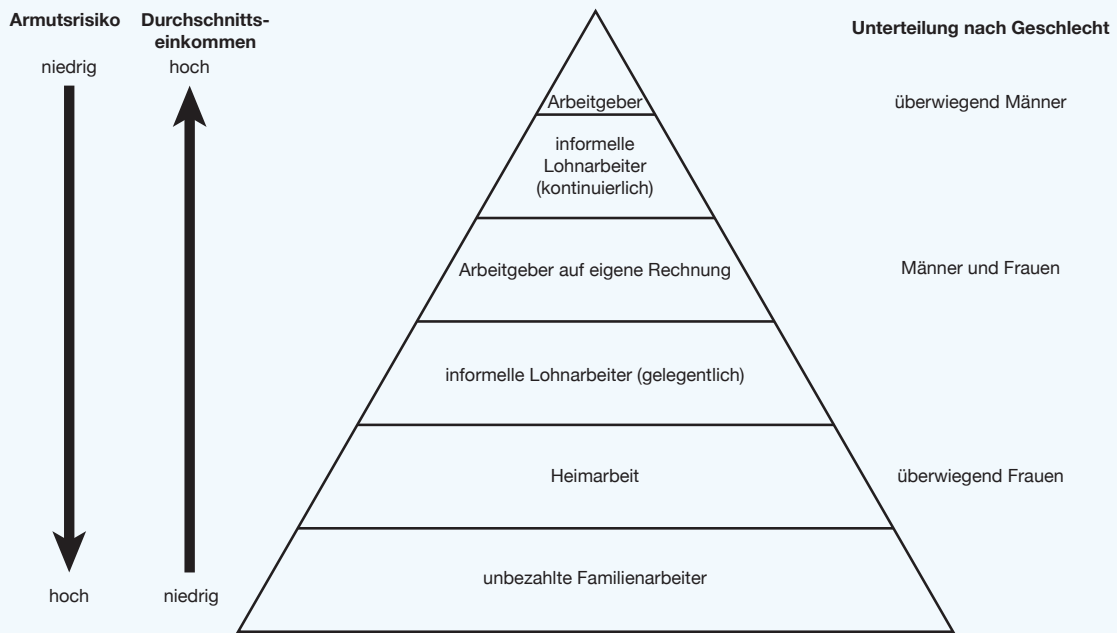 Armutsrisiko
niedrig
hoch
Durchschnitts-
einkommen
hoch
niedrig
Arbeitgeber
informelle
Lohnarbeiter
(kontinuierlich)
Arbeitgeber auf eigene Rechnung
informelle Lohnarbeiter (gelegentlich)
Heimarbeit
unbezahlte Familienarbeiter
Unterteilung nach Geschlecht
überwiegend Männer
Männer und Frauen
überwiegend Frauen